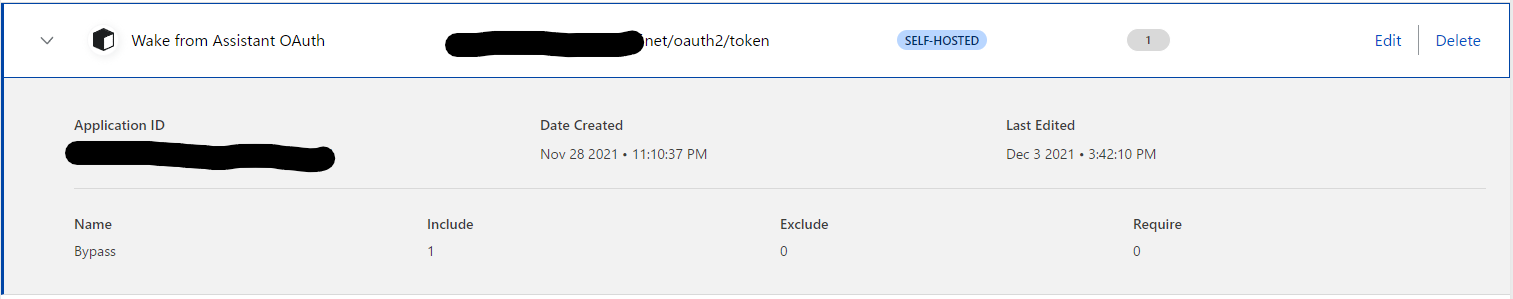 Wake from Assistant OAuth net/oauth2/token SELF-HOSTED 1 Edit Delete
Application ID Date Created Last Edited
Nov 28 2021 • 11:10:37 PM Dec 3 2021 • 3:42:10 PM
Name Include Exclude Require
Bypass 1 0 0